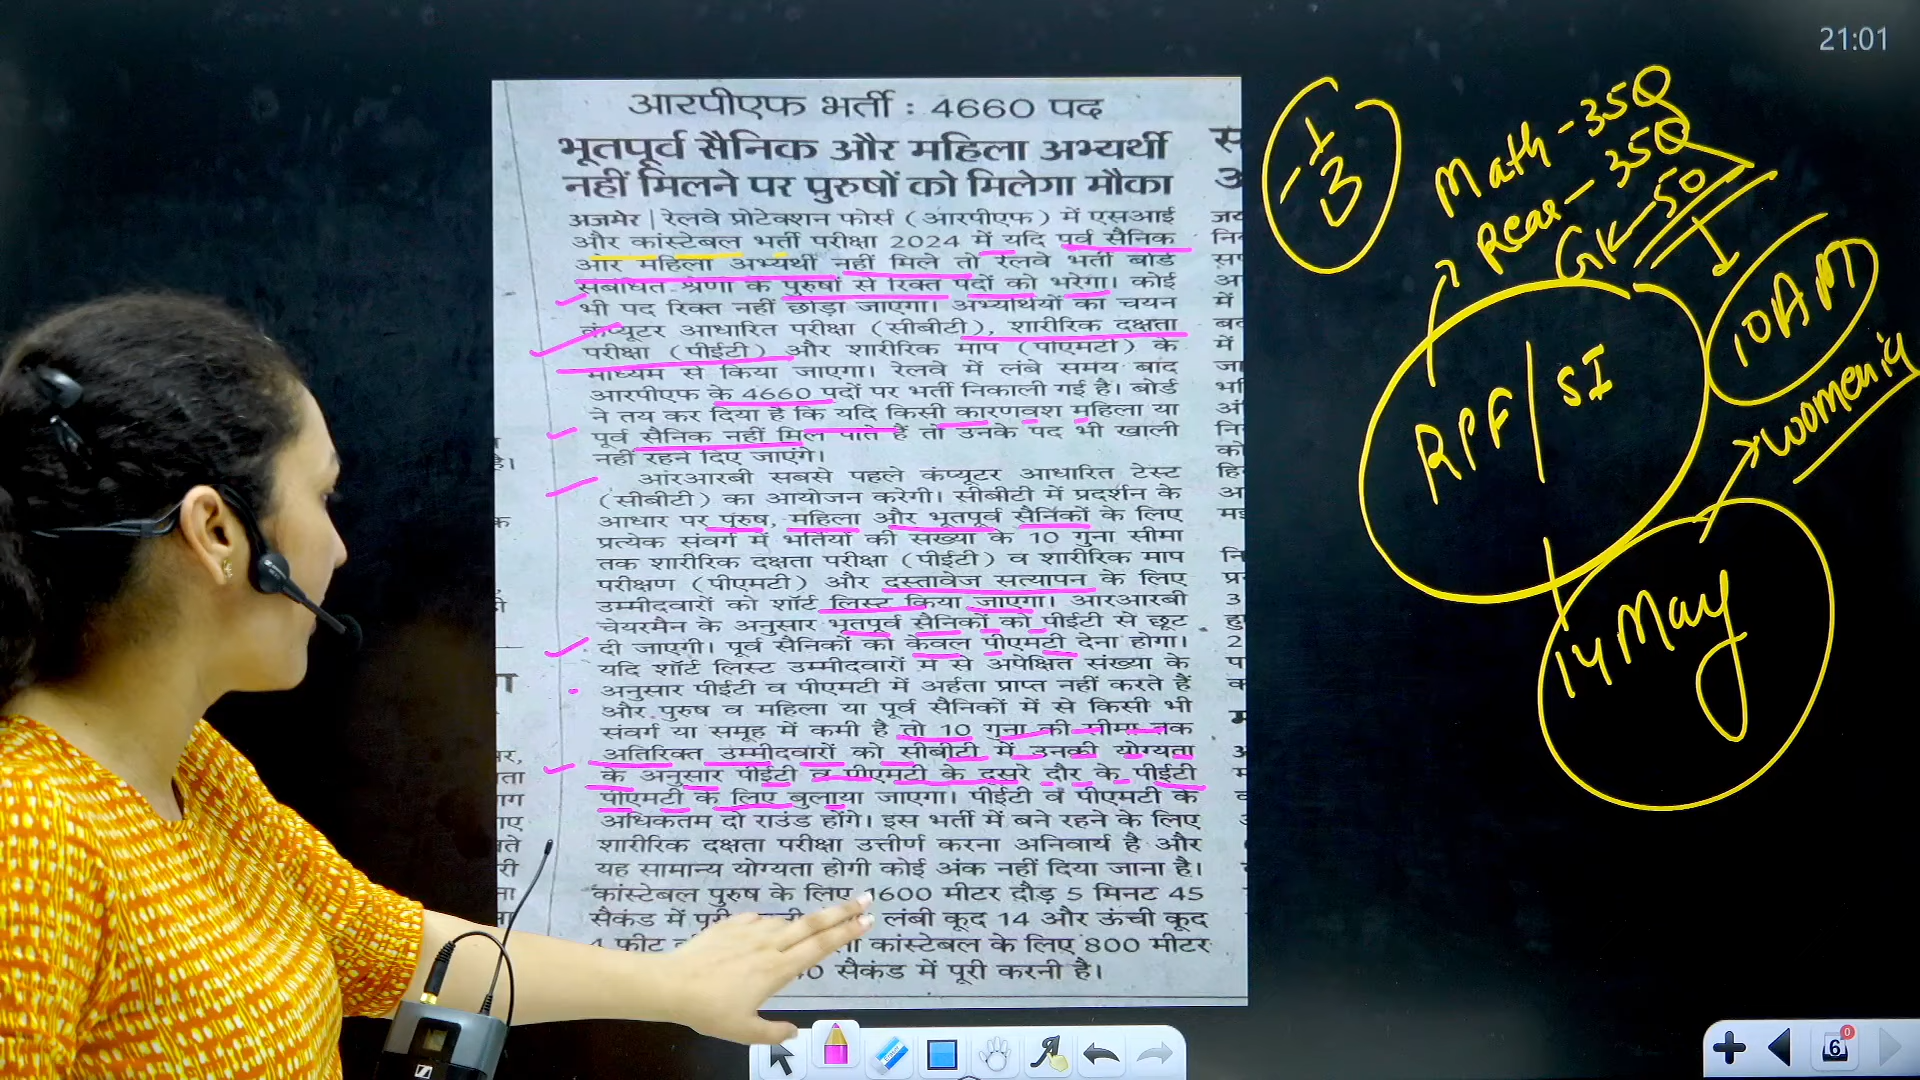 21:01
आरपीएफ भर्ती : 4660 पद
भूतपूर्व सैनिक और महिला अभ्यर्थी
नहीं मिलने पर पुरुषों को मिलेगा मौका
अजमेर | रेलवे प्रोटेक्शन फोर्स (आरपीएफ) में एसआई
और कांस्टेबल भर्ती परीक्षा 2024 में यदि पूर्व सैनिक
और महिला अभ्यर्थी नहीं मिले तो रेलवे भर्ती बोर्ड
संबंधित श्रेणी के पुरुषों से रिक्त पदों को भरेगा। कोई
भी पद रिक्त नहीं छोड़ा जाएगा। अभ्यर्थियों का चयन
कंप्यूटर आधारित परीक्षा (सीबीटी), शारीरिक दक्षता
परीक्षा (पीईटी) और शारीरिक माप (पीएमटी) के
माध्यम से किया जाएगा। रेलवे में लंबे समय बाद
आरपीएफ के 4660 पदों पर भर्ती निकाली गई है। बोर्ड
ने तय कर दिया है कि यदि किसी कारणवश महिला या
पूर्व सैनिक नहीं मिल पाते हैं तो उनके पद भी खाली
नहीं रहने दिए जाएंगे।
आरआरबी सबसे पहले कंप्यूटर आधारित टेस्ट
(सीबीटी) का आयोजन करेगी। सीबीटी में प्रदर्शन के
आधार पर पुरुष, महिला और भूतपूर्व सैनिकों के लिए
प्रत्येक संवर्ग में भर्तियों की संख्या के 10 गुना सीमा
तक शारीरिक दक्षता परीक्षा (पीईटी) व शारीरिक माप
परीक्षण (पीएमटी) और दस्तावेज सत्यापन के लिए
उम्मीदवारों को शॉर्ट लिस्ट किया जाएगा। आरआरबी
चेयरमैन के अनुसार भूतपूर्व सैनिकों को पीईटी से छूट
दी जाएगी। पूर्व सैनिकों को केवल पीएमटी देना होगा।
यदि शॉर्ट लिस्ट उम्मीदवारों में से अपेक्षित संख्या के
अनुसार पीईटी व पीएमटी में अर्हता प्राप्त नहीं करते हैं
और पुरुष व महिला या पूर्व सैनिकों में से किसी भी
संवर्ग या समूह में कमी है तो 10 गुना की सीमा तक
अतिरिक्त उम्मीदवारों को सीबीटी में उनकी योग्यता
के अनुसार पीईटी व पीएमटी के दूसरे दौर के पीईटी
पीएमटी के लिए बुलाया जाएगा। पीईटी व पीएमटी के
अधिकतम दो राउंड होंगे। इस भर्ती में बने रहने के लिए
शारीरिक दक्षता परीक्षा उत्तीर्ण करना अनिवार्य है और
यह सामान्य योग्यता होगी कोई अंक नहीं दिया जाना है।
कांस्टेबल पुरुष के लिए 1600 मीटर दौड़ 5 मिनट 45
सैकंड में लंबी कूद 14 और ऊंची कूद
4 फीट कांस्टेबल के लिए 800 मीटर
सैकंड में पूरी करनी है।
-1/3
Math - 35Q
Reas - 35Q
GK - 50
10AM
RPF/SI
14 May
6
0